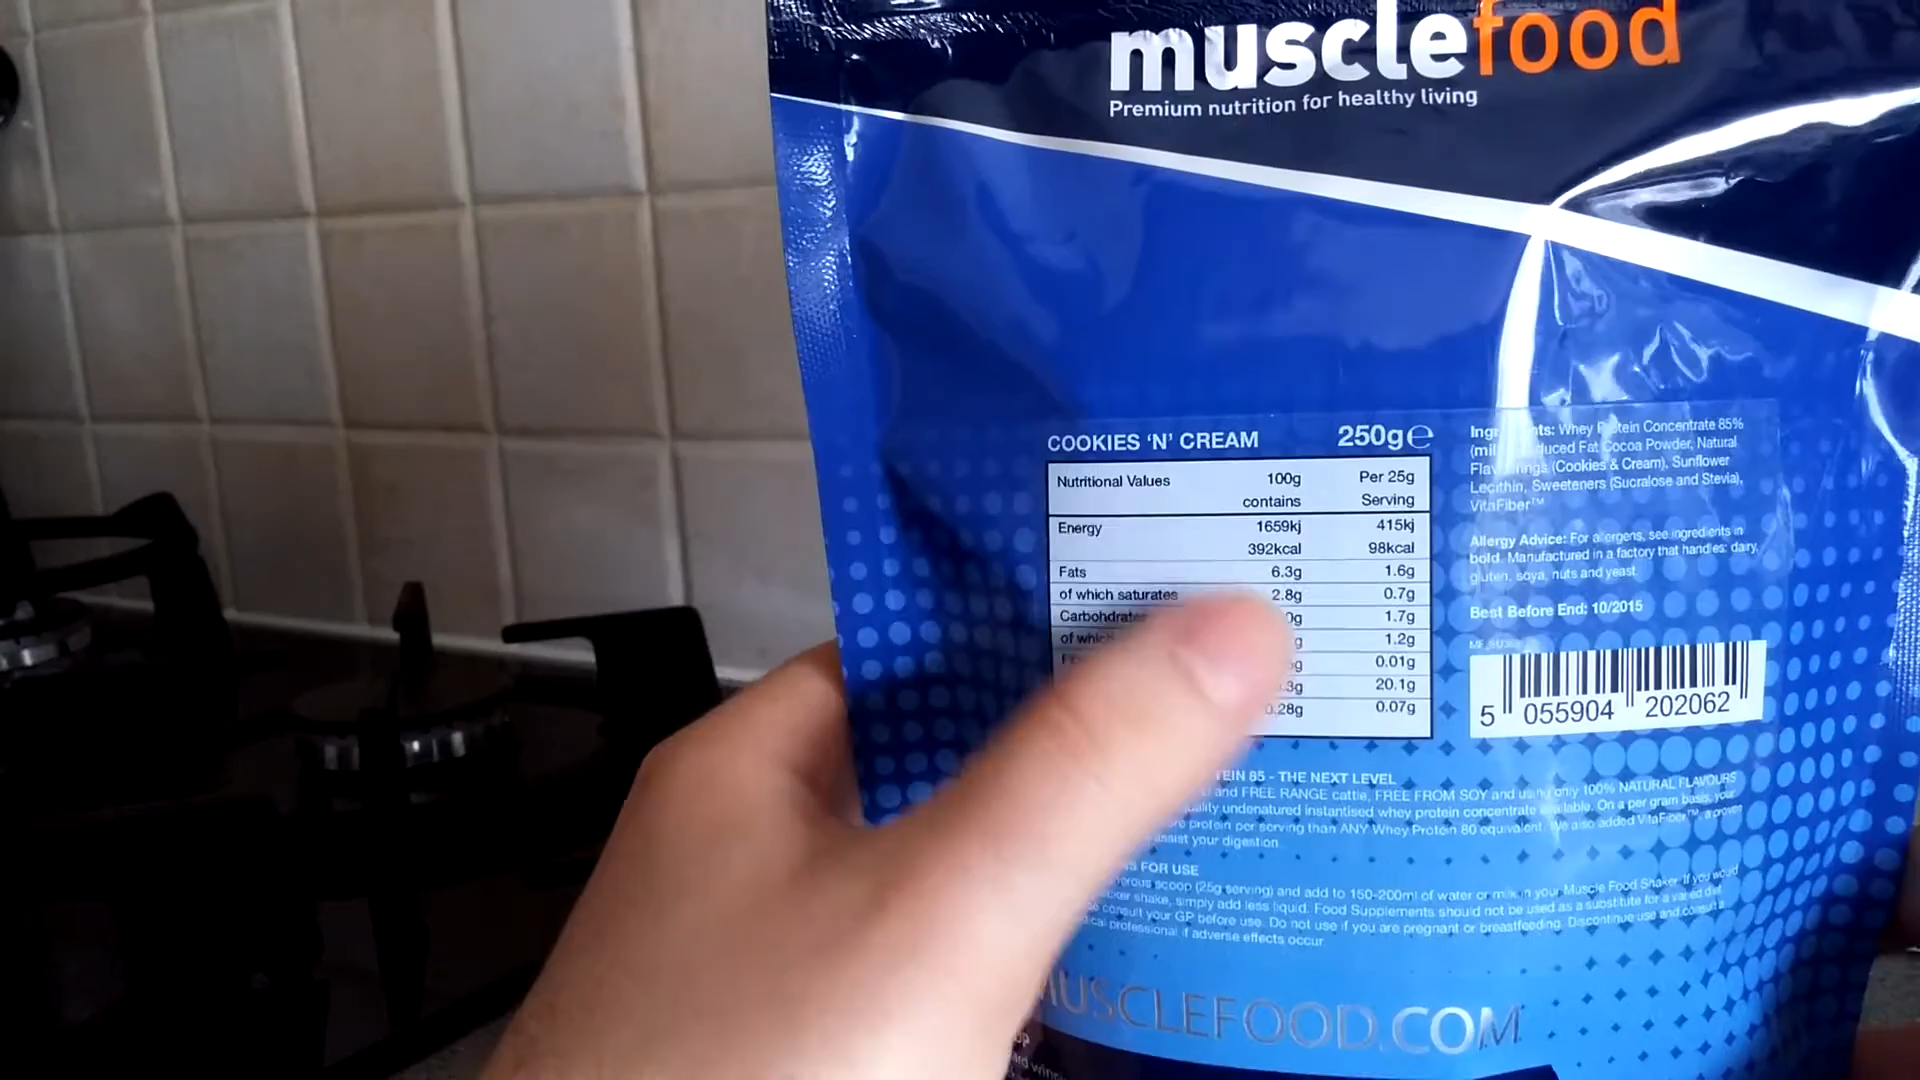 musclefood
Premium nutrition for healthy living
COOKIES ‘N’ CREAM 250g℮
Nutritional Values 100g Per 25g
contains Serving
Energy 1659kj 415kj
392kcal 98kcal
Fats 6.3g 1.6g
of which saturates 2.8g 0.7g
Carbohdrates 1.7g
of which 1.2g
0.01g
20.1g
0.28g 0.07g
Whey Protein Concentrate 85%
Fat Cocoa Powder, Natural
(Cookies & Cream), Sunflower
Lecithin, Sweeteners (Sucralose and Stevia),
VitaFiber™
Allergy Advice: For allergens, see ingredients in
bold. Manufactured in a factory that handles: dairy,
gluten, soya, nuts and yeast.
Best Before End: 10/2015
5 055904 202062
85 - THE NEXT LEVEL
and FREE RANGE cattle, FREE FROM SOY and using only 100% NATURAL FLAVOURS
undenatured instantised whey protein concentrate available. On a per gram basis, your
protein per serving than ANY Whey Protein 80 equivalent. We also added VitaFiber™, a proven
assist your digestion.
FOR USE
scoop (25g serving) and add to 150-200ml of water or milk in your Muscle Food Shaker. If you would
shake, simply add less liquid. Food Supplements should not be used as a substitute for a varied diet.
consult your GP before use. Do not use if you are pregnant or breastfeeding. Discontinue use and consult a
professional if adverse effects occur.
MUSCLEFOOD.COM